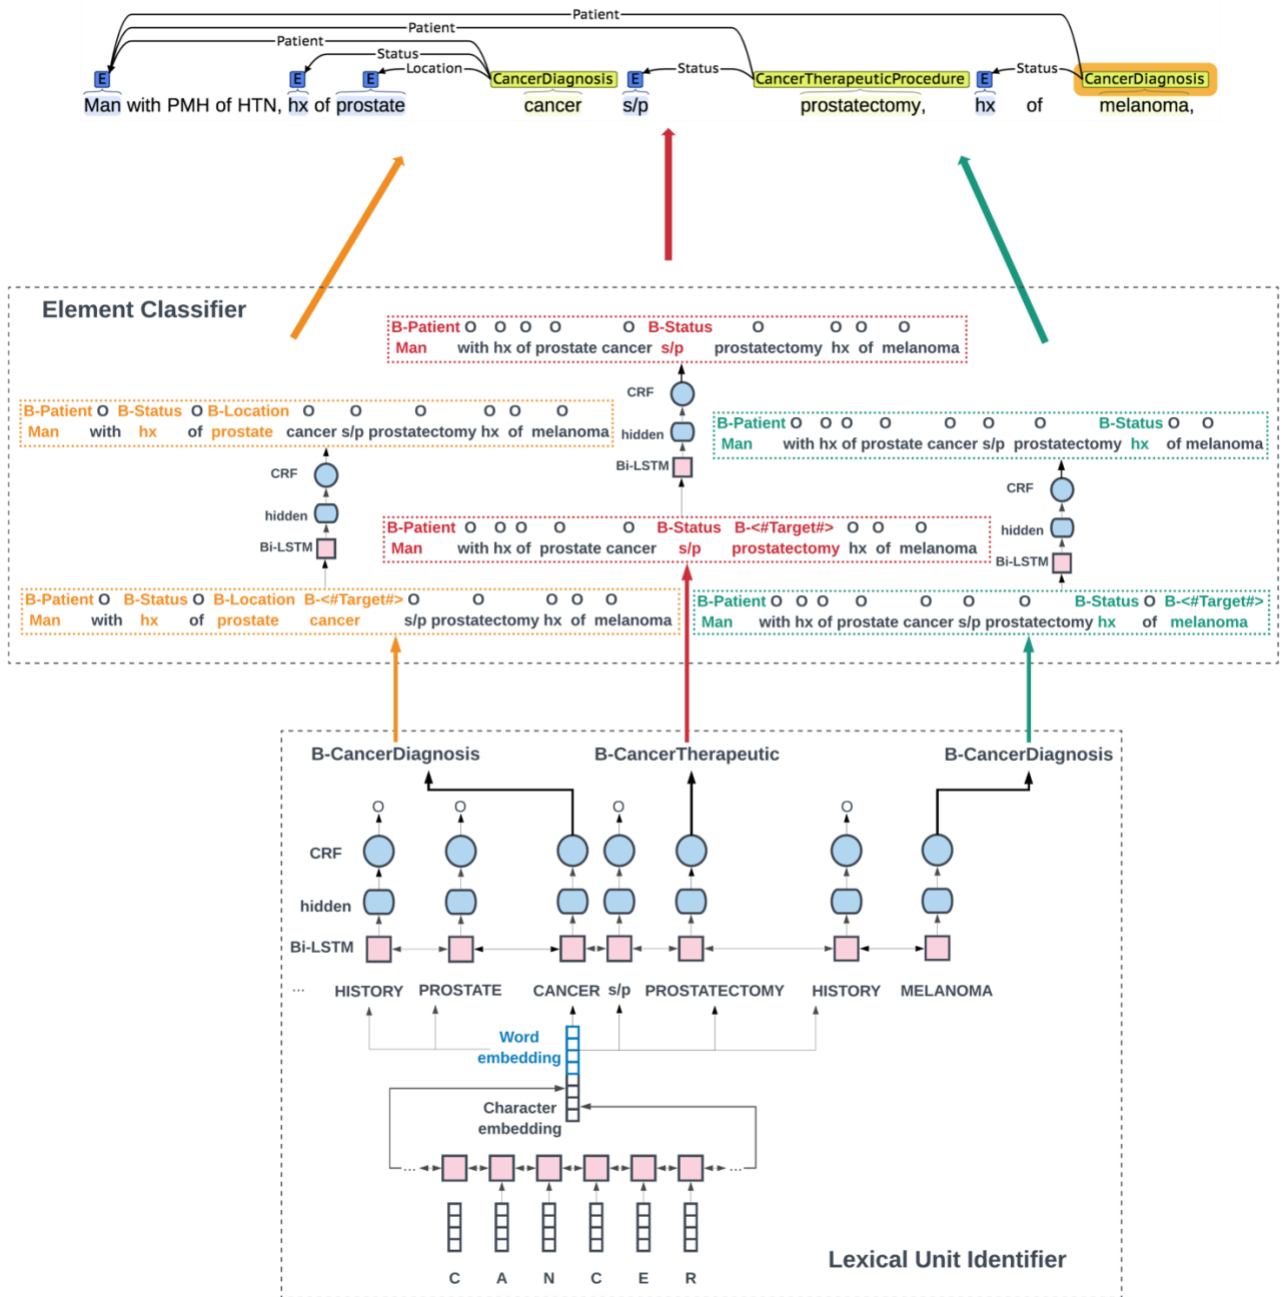 Patient
Patient
Patient
Status
Location
Status
Status
E E E CancerDiagnosis E CancerTherapeuticProcedure E CancerDiagnosis
Man with PMH of HTN, hx of prostate cancer s/p prostatectomy, hx of melanoma,
Element Classifier
B-Patient O O O O O B-Status O O O O
Man with hx of prostate cancer s/p prostatectomy hx of melanoma
CRF
hidden
Bi-LSTM
B-Patient O B-Status O B-Location O O O O O O
Man with hx of prostate cancer s/p prostatectomy hx of melanoma
CRF
hidden
Bi-LSTM
B-Patient O O O O O O O B-Status O O
Man with hx of prostate cancer s/p prostatectomy hx of melanoma
CRF
hidden
Bi-LSTM
B-Patient O O O O O B-Status B-<#Target#> O O O
Man with hx of prostate cancer s/p prostatectomy hx of melanoma
B-Patient O B-Status O B-Location B-<#Target#> O O O O O
Man with hx of prostate cancer s/p prostatectomy hx of melanoma
B-Patient O O O O O O O B-Status O B-<#Target#>
Man with hx of prostate cancer s/p prostatectomy hx of melanoma
B-CancerDiagnosis B-CancerTherapeutic B-CancerDiagnosis
O O O O
CRF
hidden
Bi-LSTM
... HISTORY PROSTATE CANCER s/p PROSTATECTOMY HISTORY MELANOMA
Word
embedding
Character
embedding
... ...
C A N C E R
Lexical Unit Identifier